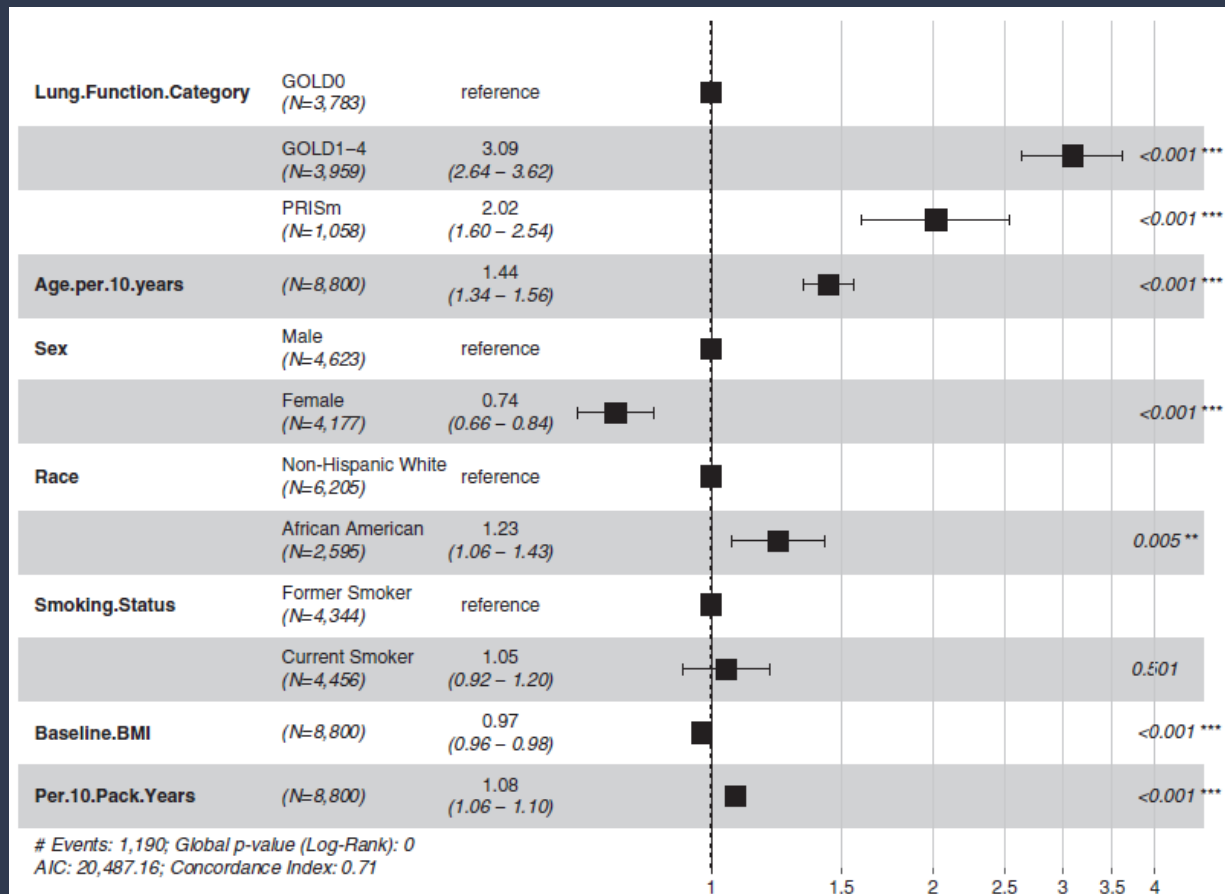 Lung.Function.Category GOLD0 reference
(N=3,783)
GOLD1–4 3.09 <0.001 ***
(N=3,959) (2.64 – 3.62)
PRISm 2.02 <0.001 ***
(N=1,058) (1.60 – 2.54)
Age.per.10.years (N=8,800) 1.44 <0.001 ***
(1.34 – 1.56)
Sex Male reference
(N=4,623)
Female 0.74 <0.001 ***
(N=4,177) (0.66 – 0.84)
Race Non-Hispanic White reference
(N=6,205)
African American 1.23 0.005 **
(N=2,595) (1.06 – 1.43)
Smoking.Status Former Smoker reference
(N=4,344)
Current Smoker 1.05 0.501
(N=4,456) (0.92 – 1.20)
Baseline.BMI (N=8,800) 0.97 <0.001 ***
(0.96 – 0.98)
Per.10.Pack.Years (N=8,800) 1.08 <0.001 ***
(1.06 – 1.10)
# Events: 1,190; Global p-value (Log-Rank): 0
AIC: 20,487.16; Concordance Index: 0.71
1 1.5 2 2.5 3 3.5 4